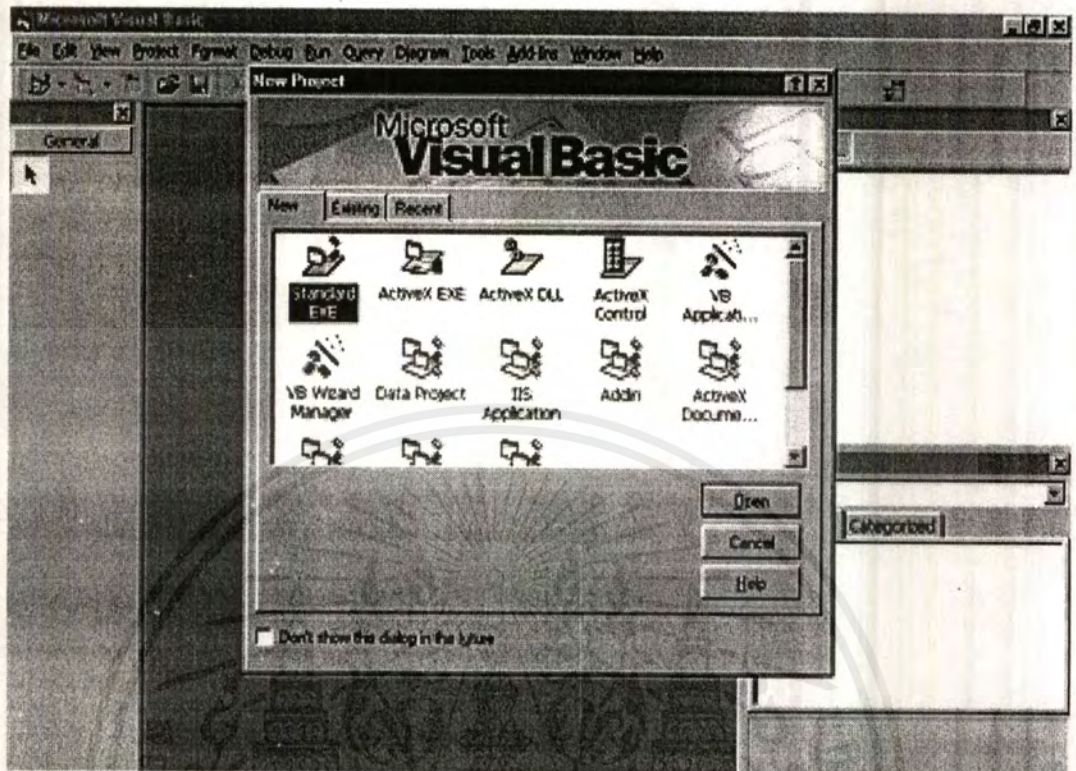 Microsoft Visual Basic
File Edit View Project Format Debug Run Query Diagram Tools Add-Ins Window Help
New Project
General
Microsoft
Visual Basic
New Existing Recent
Standard EXE
ActiveX EXE
ActiveX DLL
ActiveX Control
VB Applicati...
VB Wizard Manager
Data Project
IIS Application
Addin
ActiveX Docume...
Open
Cancel
Help
Don't show this dialog in the future
Categorized